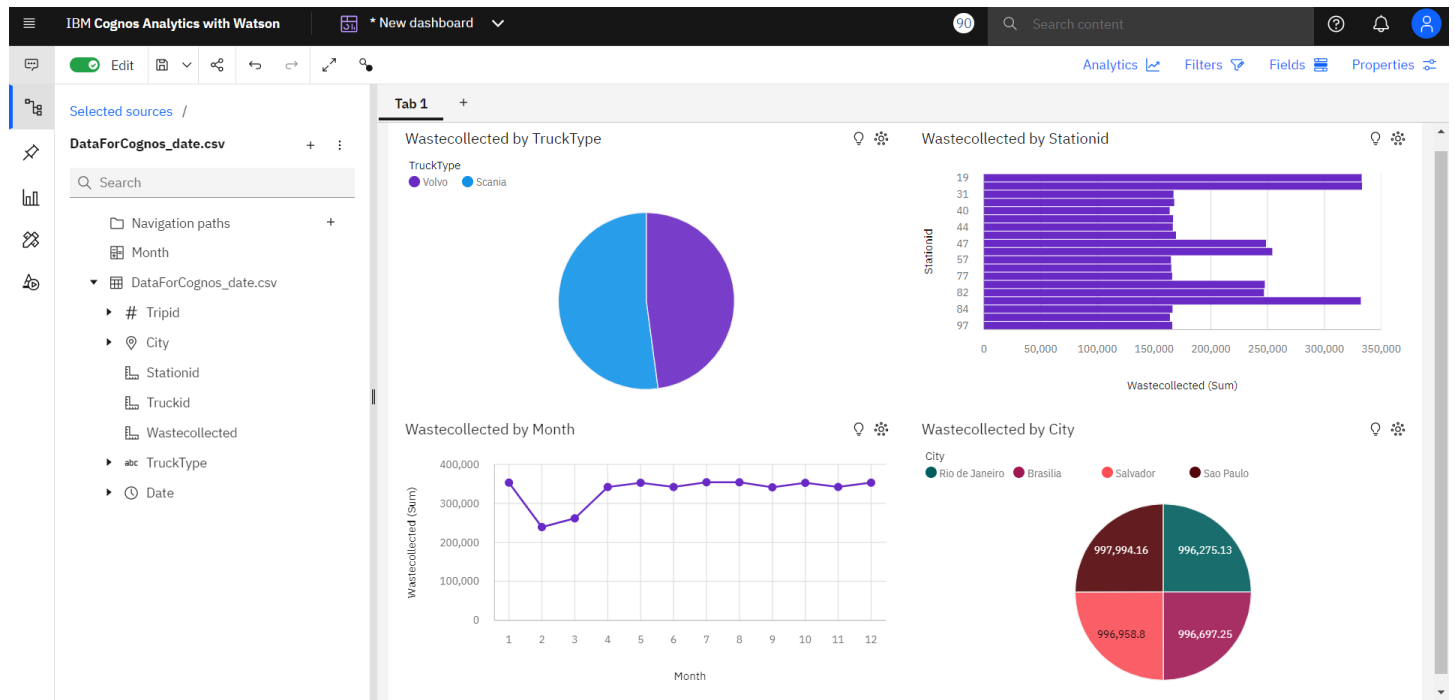 IBM Cognos Analytics with Watson
* New dashboard
90
Search content
Edit
Analytics
Filters
Fields
Properties
Selected sources /
DataForCognos_date.csv
Search
Navigation paths
Month
DataForCognos_date.csv
# Tripid
City
Stationid
Truckid
Wastecollected
abc TruckType
Date
Tab 1 +
Wastecollected by TruckType
TruckType
Volvo Scania
Wastecollected by Stationid
Stationid
19
31
40
44
47
57
77
82
84
97
0 50,000 100,000 150,000 200,000 250,000 300,000 350,000
Wastecollected (Sum)
Wastecollected by Month
Wastecollected (Sum)
400,000
300,000
200,000
100,000
0
1 2 3 4 5 6 7 8 9 10 11 12
Month
Wastecollected by City
City
Rio de Janeiro Brasilia Salvador Sao Paulo
997,994.16 996,275.13
996,958.8 996,697.25